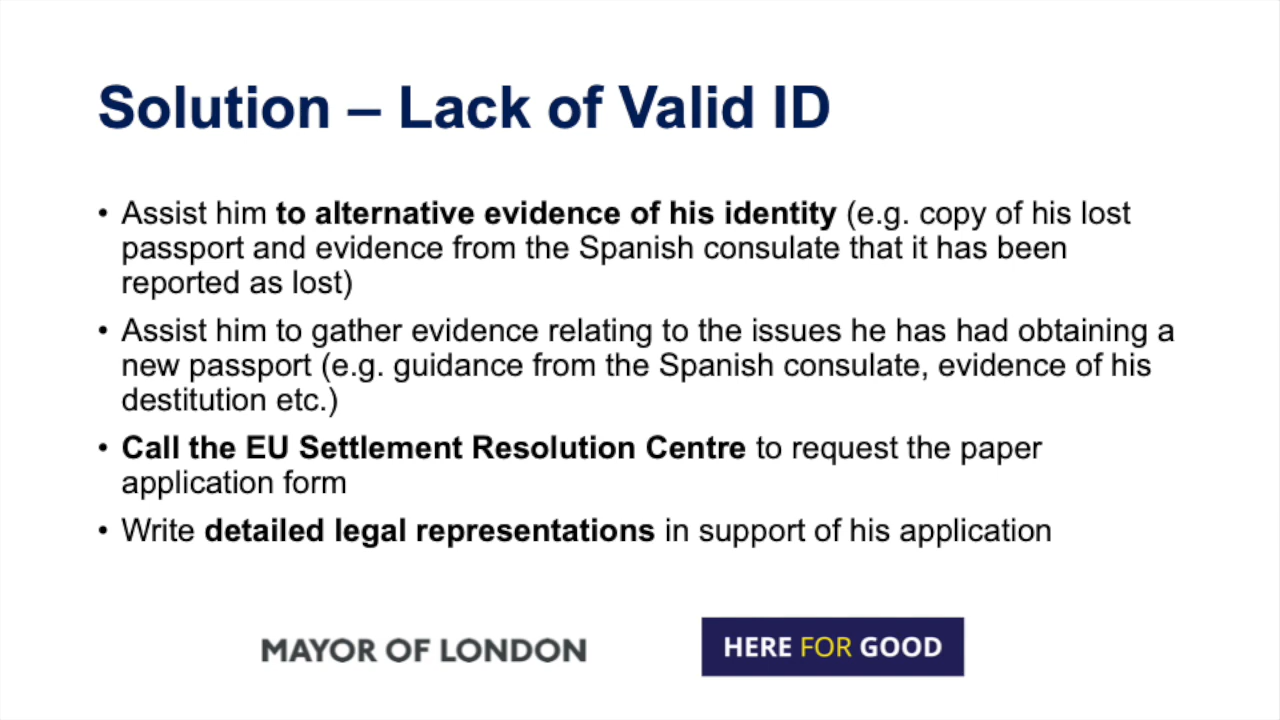 Solution – Lack of Valid ID
• Assist him to alternative evidence of his identity (e.g. copy of his lost
passport and evidence from the Spanish consulate that it has been
reported as lost)
• Assist him to gather evidence relating to the issues he has had obtaining a
new passport (e.g. guidance from the Spanish consulate, evidence of his
destitution etc.)
• Call the EU Settlement Resolution Centre to request the paper
application form
• Write detailed legal representations in support of his application
MAYOR OF LONDON
HERE FOR GOOD